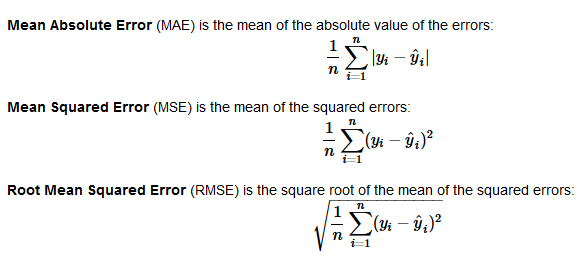 Mean Absolute Error (MAE) is the mean of the absolute value of the errors:
$\frac{1}{n}\sum_{i=1}^{n}|y_i - \hat{y}_i|$
Mean Squared Error (MSE) is the mean of the squared errors:
$\frac{1}{n}\sum_{i=1}^{n}(y_i - \hat{y}_i)^2$
Root Mean Squared Error (RMSE) is the square root of the mean of the squared errors:
$\sqrt{\frac{1}{n}\sum_{i=1}^{n}(y_i - \hat{y}_i)^2}$